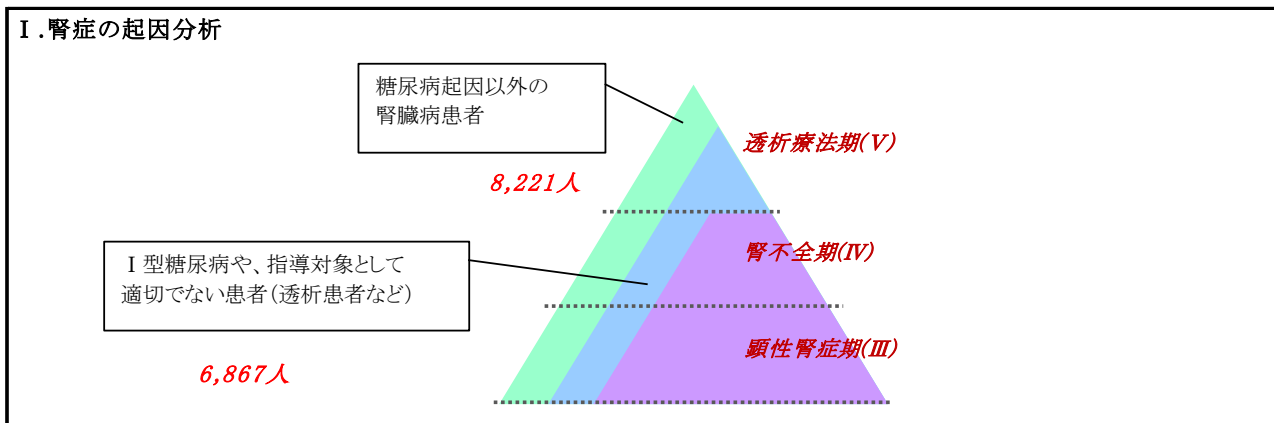 Ⅰ.腎症の起因分析
糖尿病起因以外の
腎臓病患者
透析療法期(Ⅴ)
8,221人
腎不全期(Ⅳ)
Ⅰ型糖尿病や、指導対象として
適切でない患者(透析患者など)
顕性腎症期(Ⅲ)
6,867人